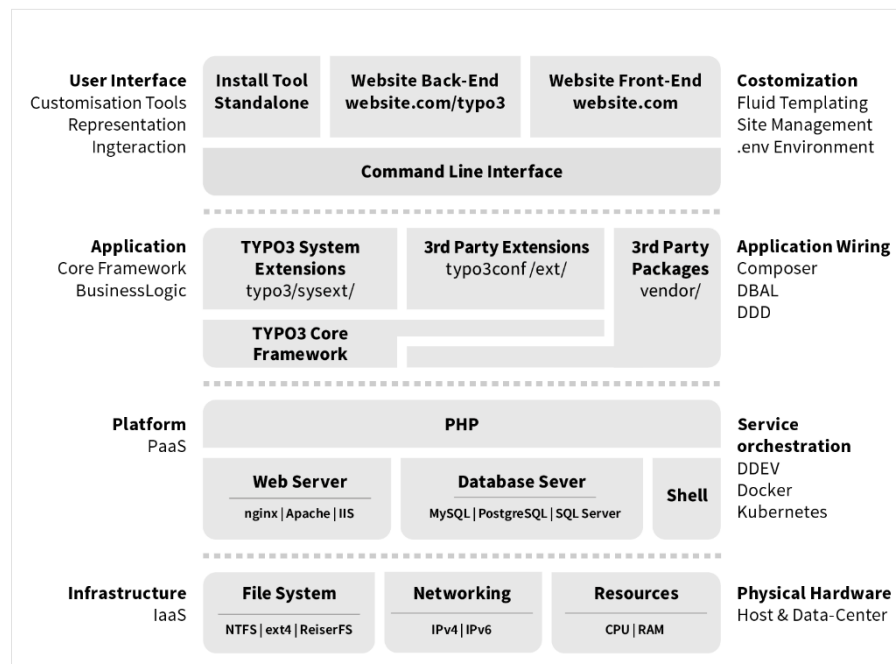 User Interface
Customisation Tools
Representation
Ingteraction
Install Tool
Standalone
Website Back-End
website.com/typo3
Website Front-End
website.com
Costomization
Fluid Templating
Site Management
.env Environment
Command Line Interface
Application
Core Framework
BusinessLogic
TYPO3 System
Extensions
typo3/sysext/
3rd Party Extensions
typo3conf/ext/
3rd Party
Packages
vendor/
Application Wiring
Composer
DBAL
DDD
TYPO3 Core
Framework
Platform
PaaS
PHP
Service
orchestration
DDEV
Docker
Kubernetes
Web Server
nginx | Apache | IIS
Database Sever
MySQL | PostgreSQL | SQL Server
Shell
Infrastructure
IaaS
File System
NTFS | ext4 | ReiserFS
Networking
IPv4 | IPv6
Resources
CPU | RAM
Physical Hardware
Host & Data-Center